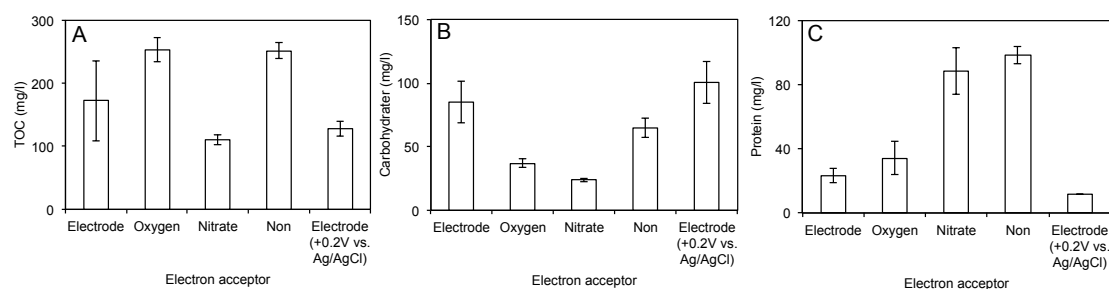 A
300
200
100
0
TOC (mg/l)
Electrode Oxygen Nitrate Non Electrode
(+0.2V vs.
Ag/AgCl)
Electron acceptor
B
150
100
50
0
Carbohydrater (mg/l)
Electrode Oxygen Nitrate Non Electrode
(+0.2V vs.
Ag/AgCl)
Electron acceptor
C
120
80
40
0
Protein (mg/l)
Electrode Oxygen Nitrate Non Electrode
(+0.2V vs.
Ag/AgCl)
Electron acceptor